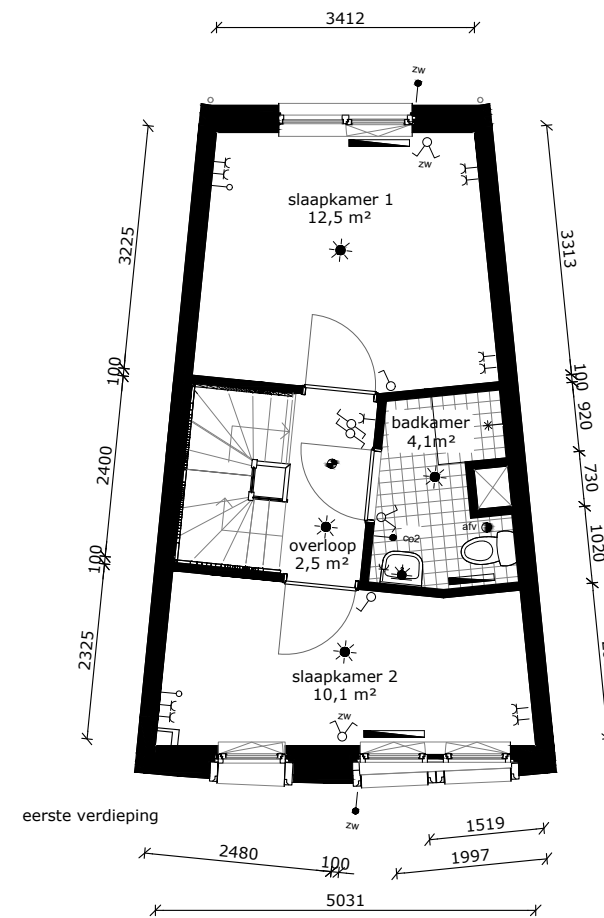 3412
zw
zw
slaapkamer 1
12,5 m²
3225
3313
100
100
920
badkamer
4,1m²
2400
730
afv
co2
1020
overloop
2,5 m²
100
2325
slaapkamer 2
10,1 m²
zw
eerste verdieping
zw
1519
2480
100
1997
5031